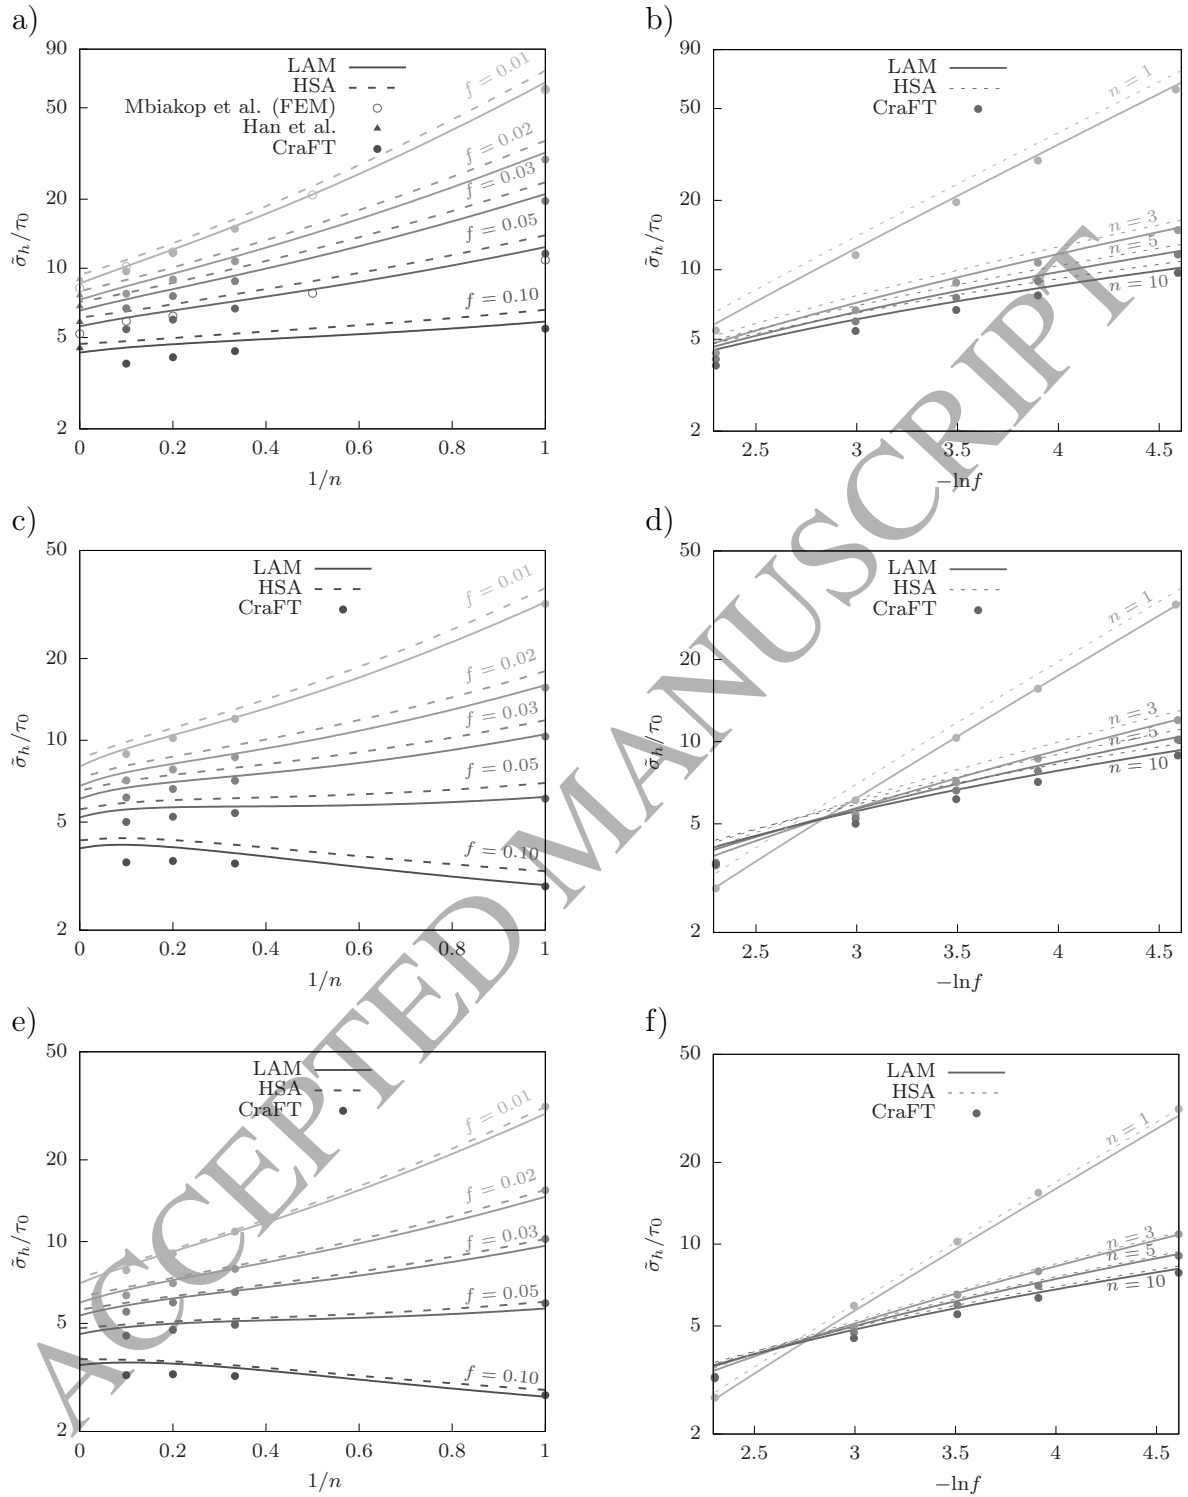 a)
90
50
20
10
5
2
0
0.2
0.4
0.6
0.8
1
1/n
σ̃h/τ0
LAM
HSA
Mbiakop et al. (FEM)
Han et al.
CraFT
f = 0.01
f = 0.02
f = 0.03
f = 0.05
f = 0.10
b)
90
50
20
10
5
2
2.5
3
3.5
4
4.5
−lnf
σ̃h/τ0
LAM
HSA
CraFT
n = 1
n = 3
n = 5
n = 10
c)
50
20
10
5
2
0
0.2
0.4
0.6
0.8
1
1/n
σ̃h/τ0
LAM
HSA
CraFT
f = 0.01
f = 0.02
f = 0.03
f = 0.05
f = 0.10
d)
50
20
10
5
2
2.5
3
3.5
4
4.5
−lnf
σ̃h/τ0
LAM
HSA
CraFT
n = 1
n = 3
n = 5
n = 10
e)
50
20
10
5
2
0
0.2
0.4
0.6
0.8
1
1/n
σ̃h/τ0
LAM
HSA
CraFT
f = 0.01
f = 0.02
f = 0.03
f = 0.05
f = 0.10
f)
50
20
10
5
2
2.5
3
3.5
4
4.5
−lnf
σ̃h/τ0
LAM
HSA
CraFT
n = 1
n = 3
n = 5
n = 10
ACCEPTED MANUSCRIPT